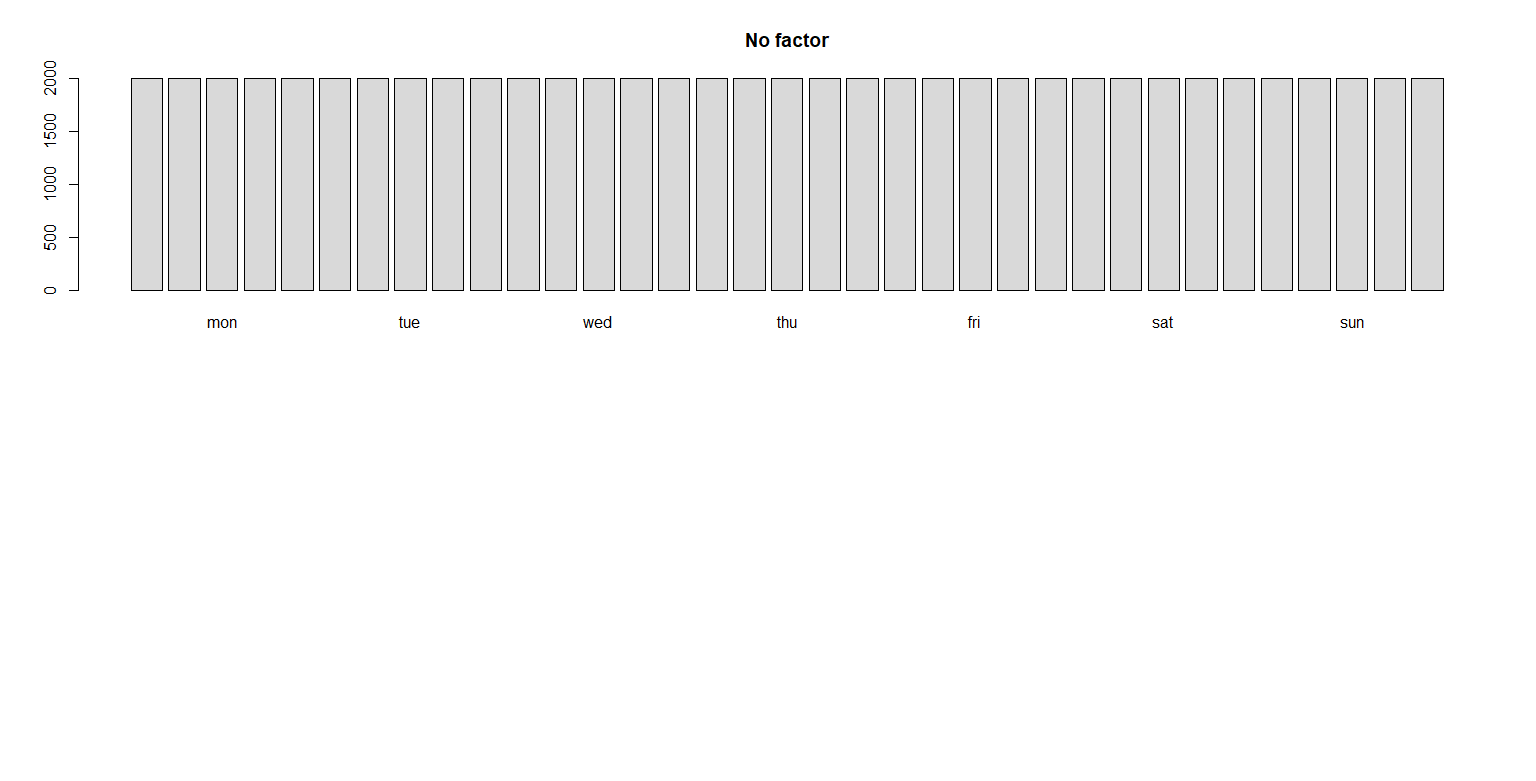 No factor
2000
1500
1000
500
0
mon tue wed thu fri sat sun